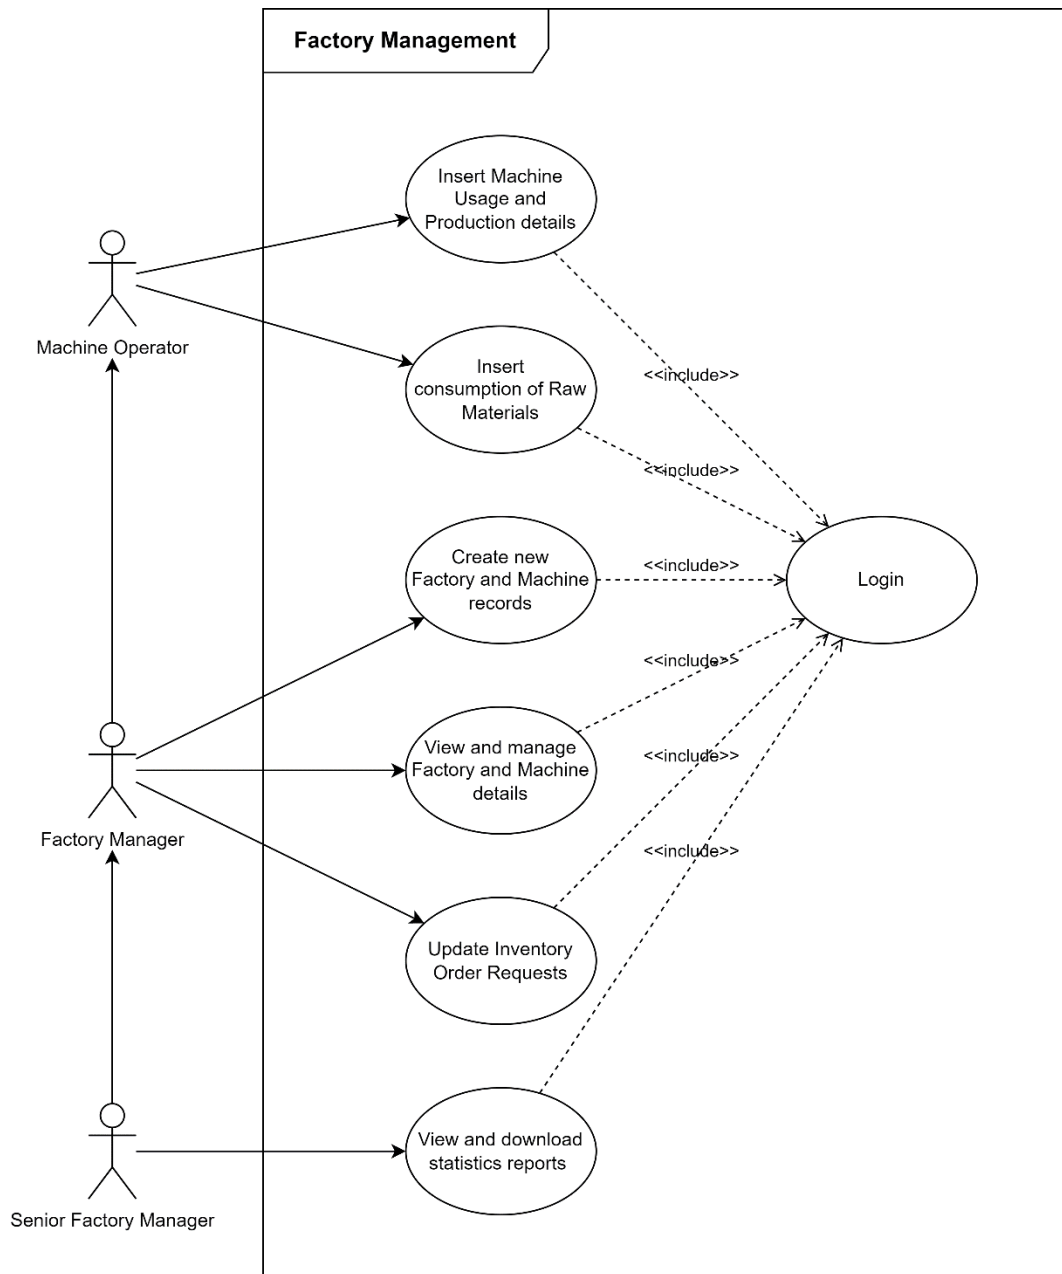 Factory Management
Insert Machine
Usage and
Production details
Machine Operator
<<include>>
Insert
consumption of Raw
Materials
<<include>>
Create new
Factory and Machine
records
<<include>>
Login
<<include>>
View and manage
Factory and Machine
details
<<include>>
Factory Manager
<<include>>
Update Inventory
Order Requests
View and download
statistics reports
Senior Factory Manager